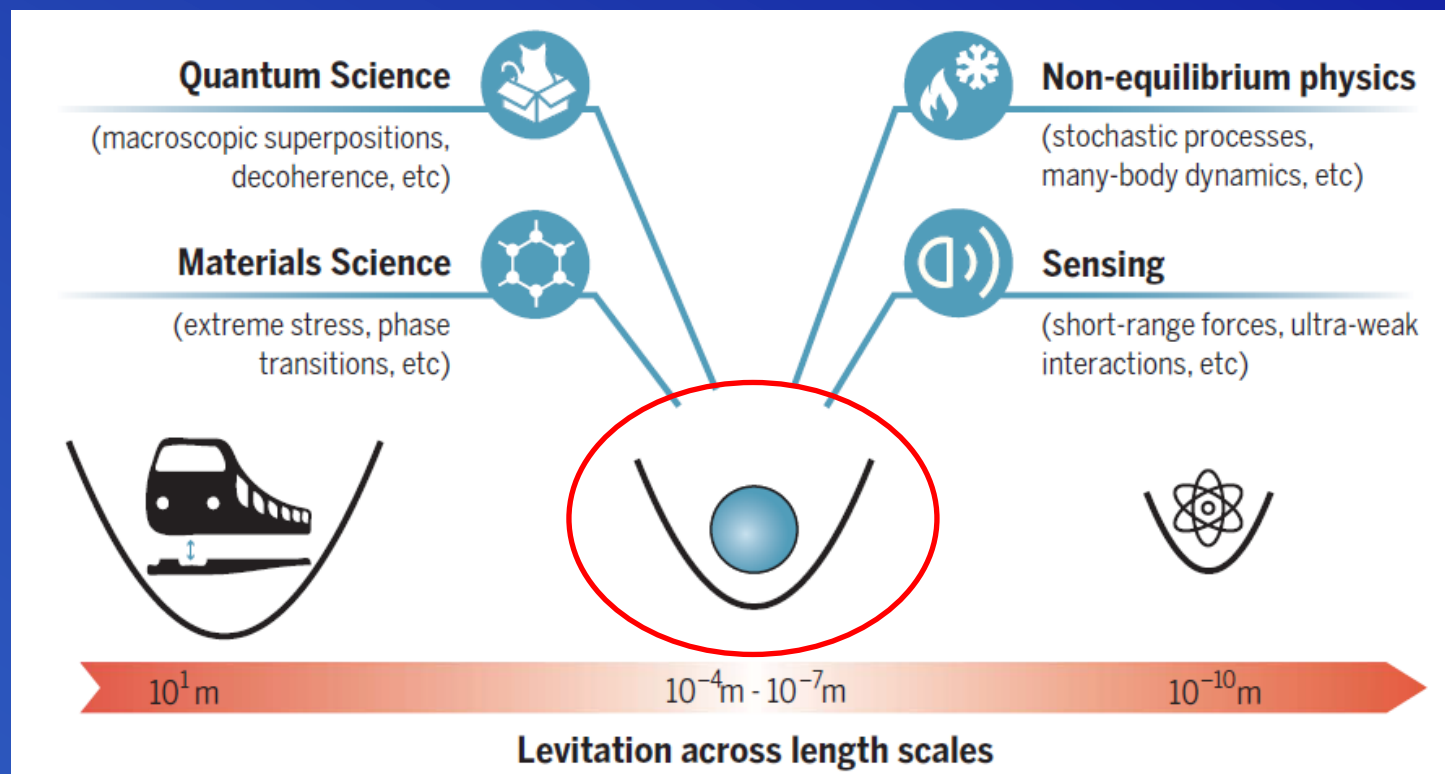 Quantum Science
(macroscopic superpositions,
decoherence, etc)
Materials Science
(extreme stress, phase
transitions, etc)
Non-equilibrium physics
(stochastic processes,
many-body dynamics, etc)
Sensing
(short-range forces, ultra-weak
interactions, etc)
10¹ m
10⁻⁴m - 10⁻⁷m
10⁻¹⁰m
Levitation across length scales